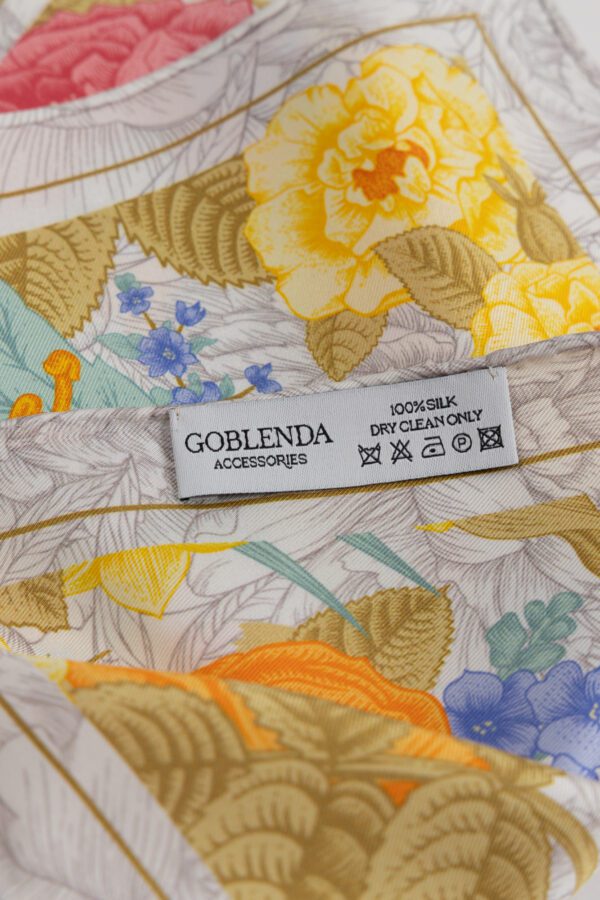 GOBLENDA
ACCESSORIES
100% SILK
DRY CLEAN ONLY
P